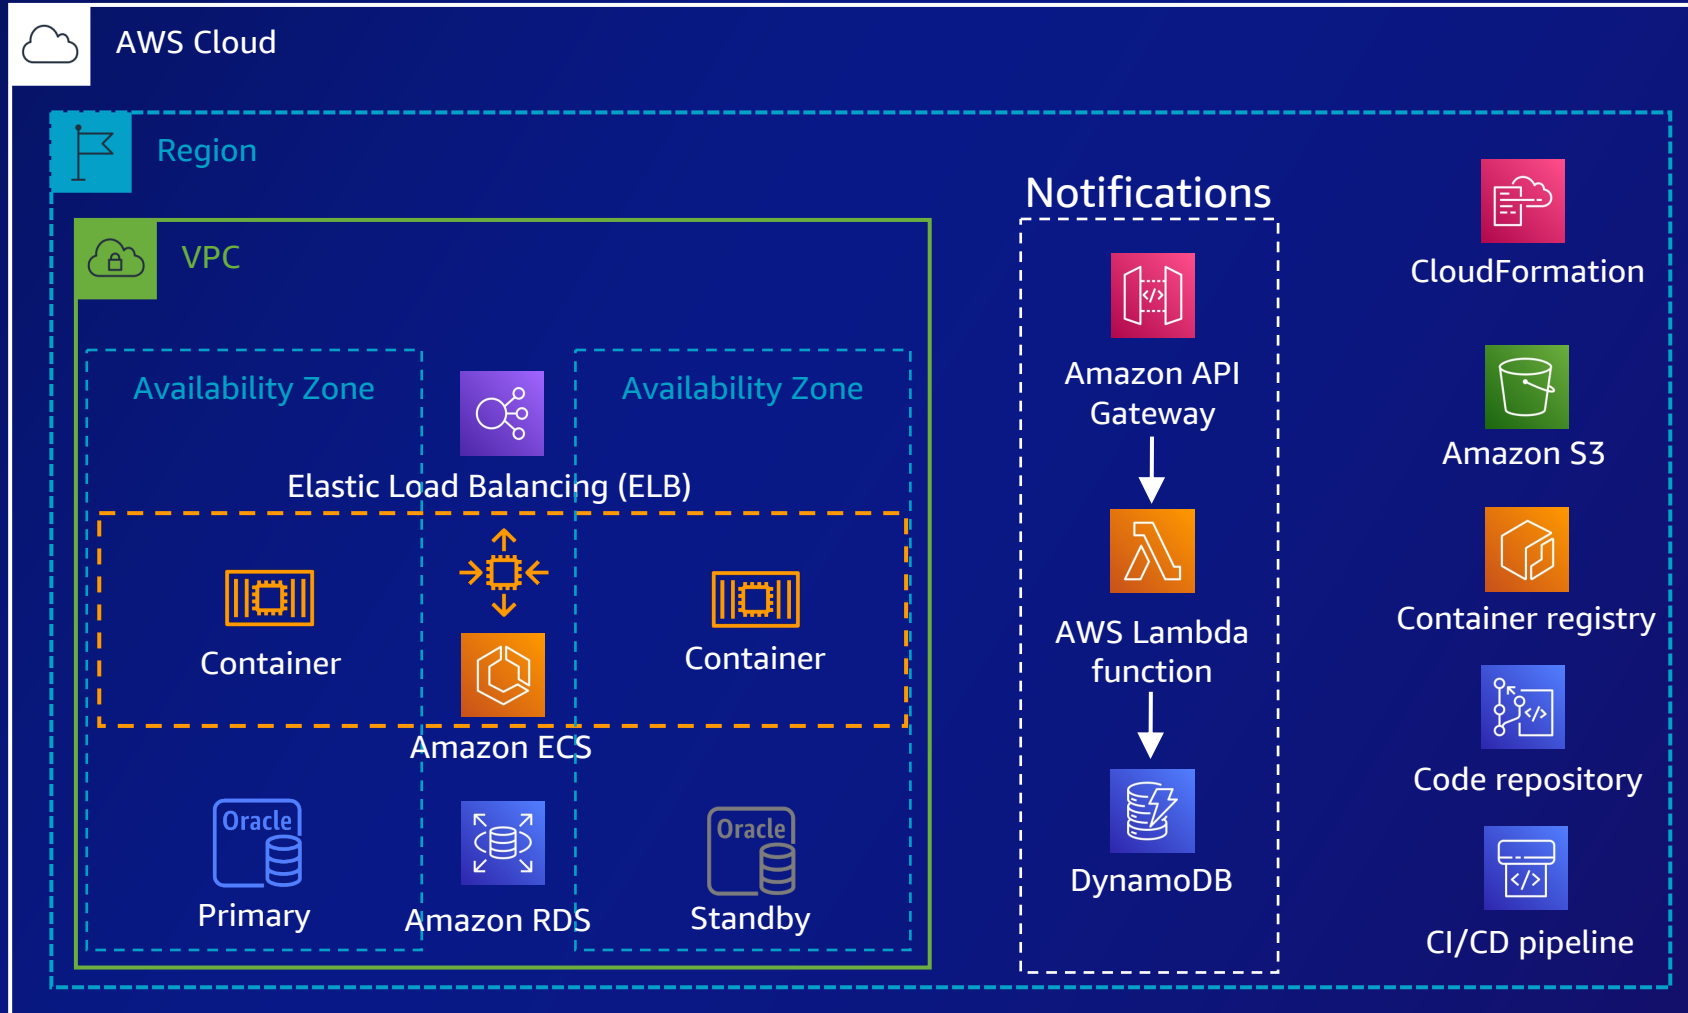 AWS Cloud
Region
VPC
Availability Zone
Availability Zone
Elastic Load Balancing (ELB)
Container
Container
Amazon ECS
Oracle
Primary
Amazon RDS
Oracle
Standby
Notifications
Amazon API
Gateway
AWS Lambda
function
DynamoDB
CloudFormation
Amazon S3
Container registry
Code repository
CI/CD pipeline